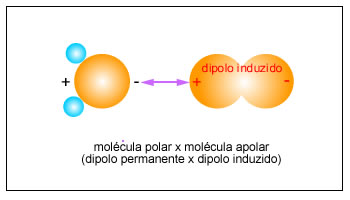 dipolo induzido
+ - + -
molécula polar x molécula apolar
(dipolo permanente x dipolo induzido)